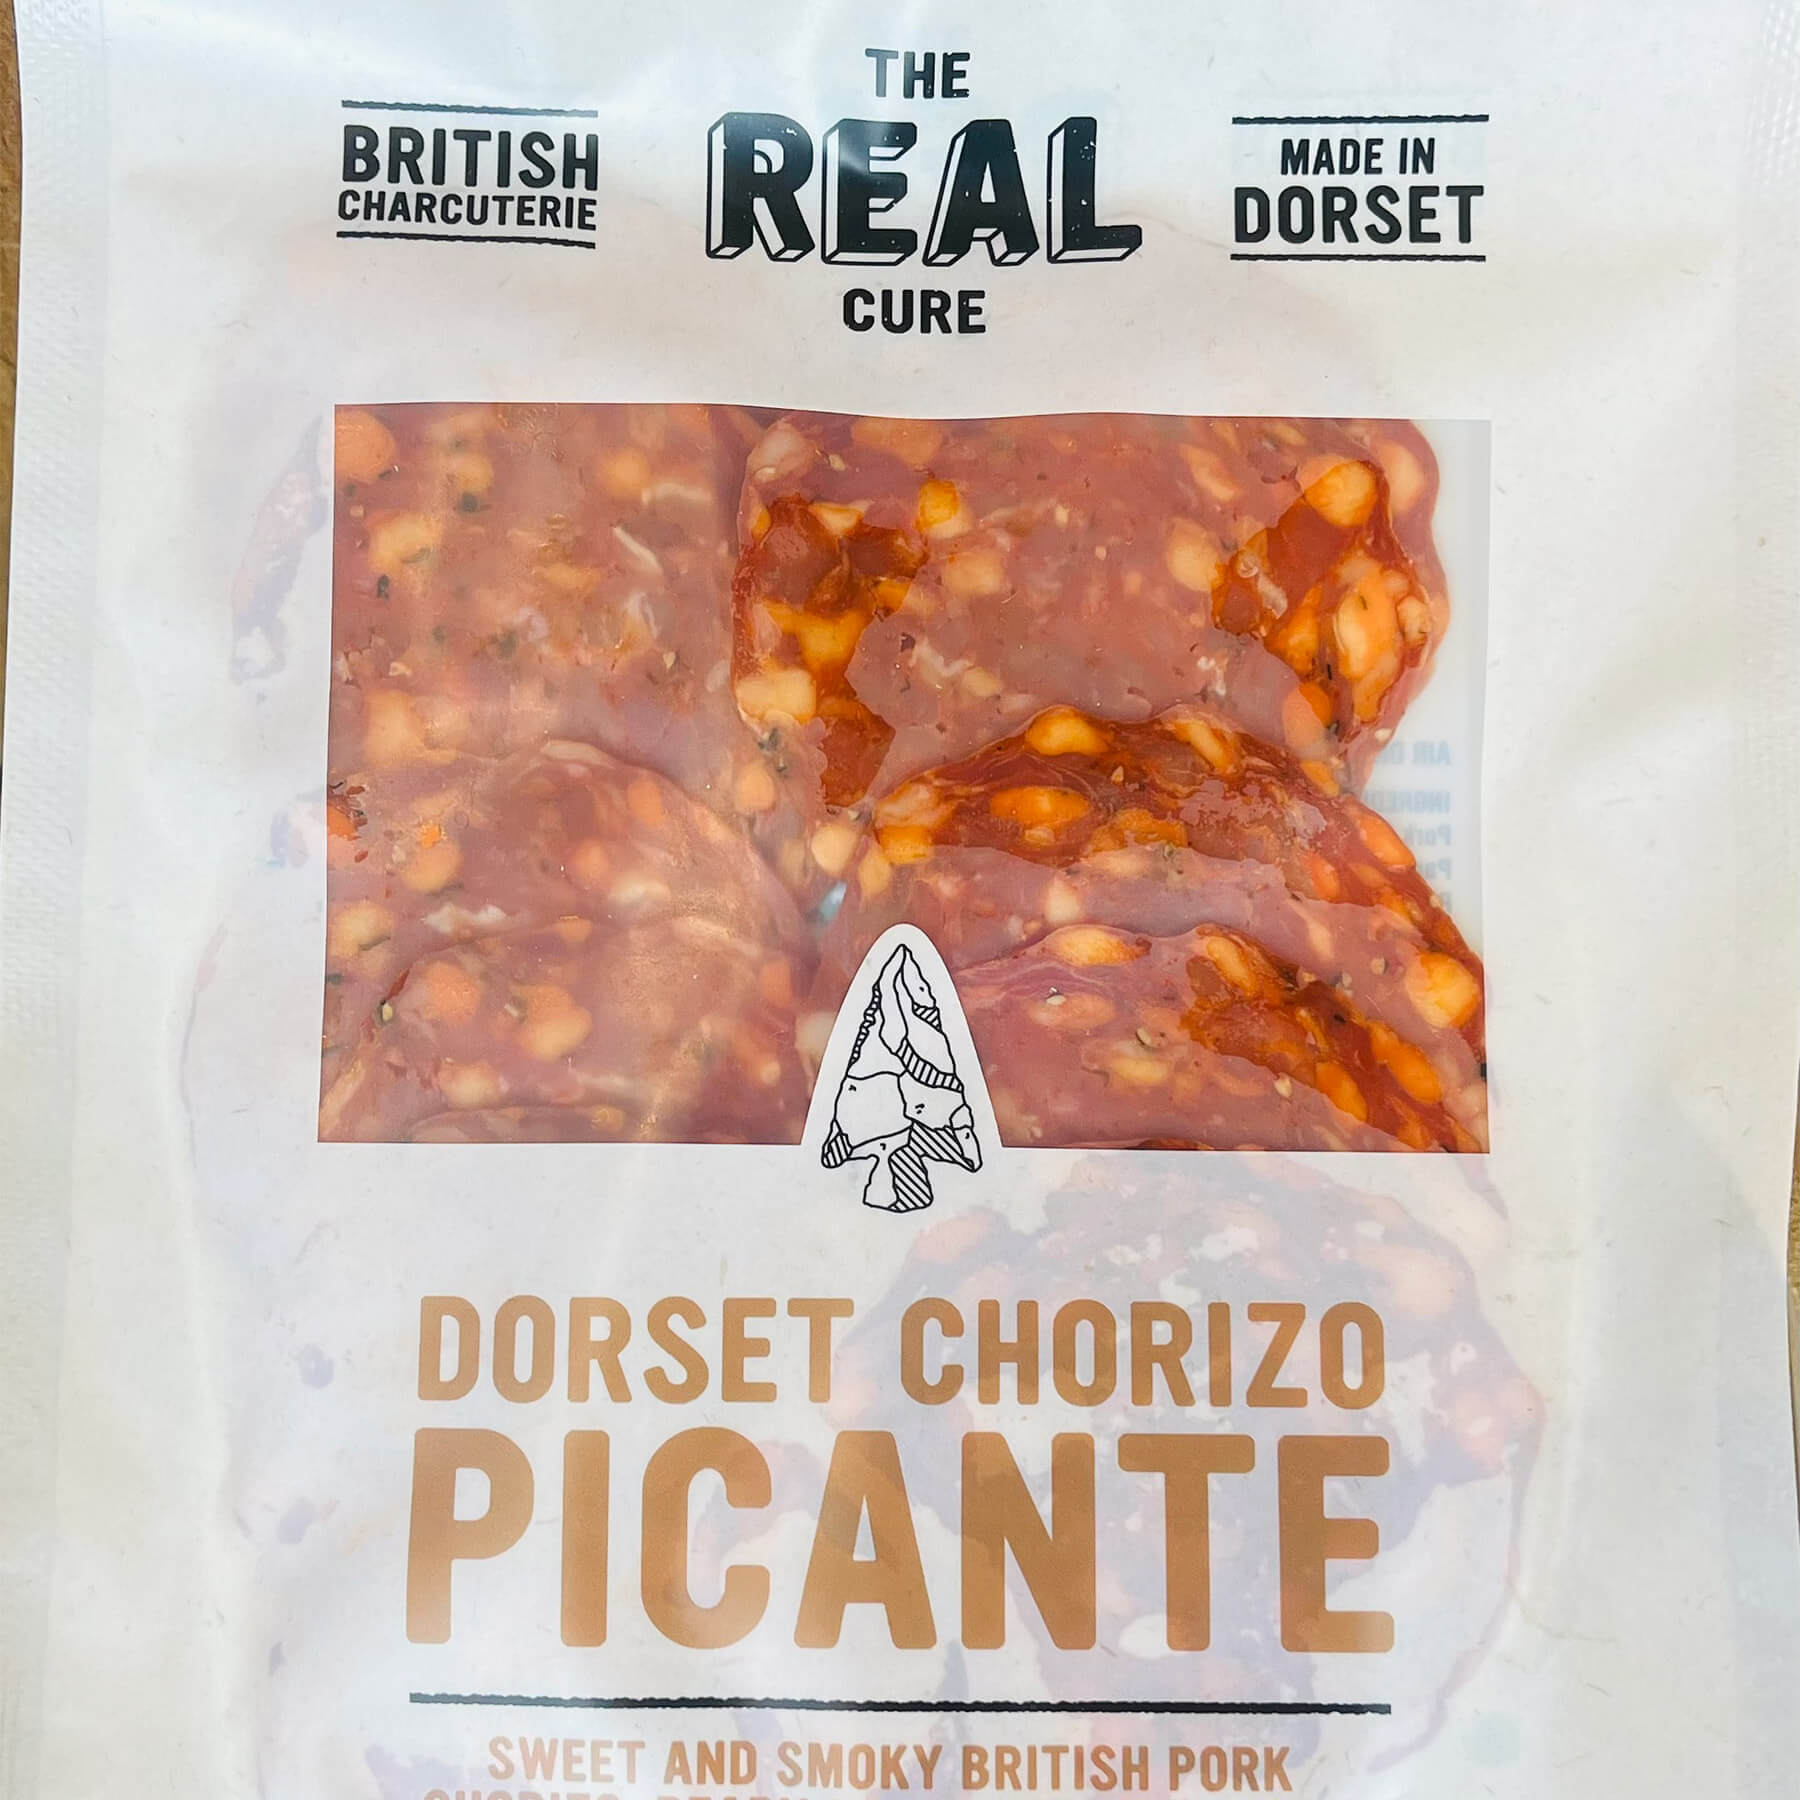 THE
REAL
CURE
BRITISH
CHARCUTERIE
MADE IN
DORSET
DORSET CHORIZO
PICANTE
SWEET AND SMOKY BRITISH PORK